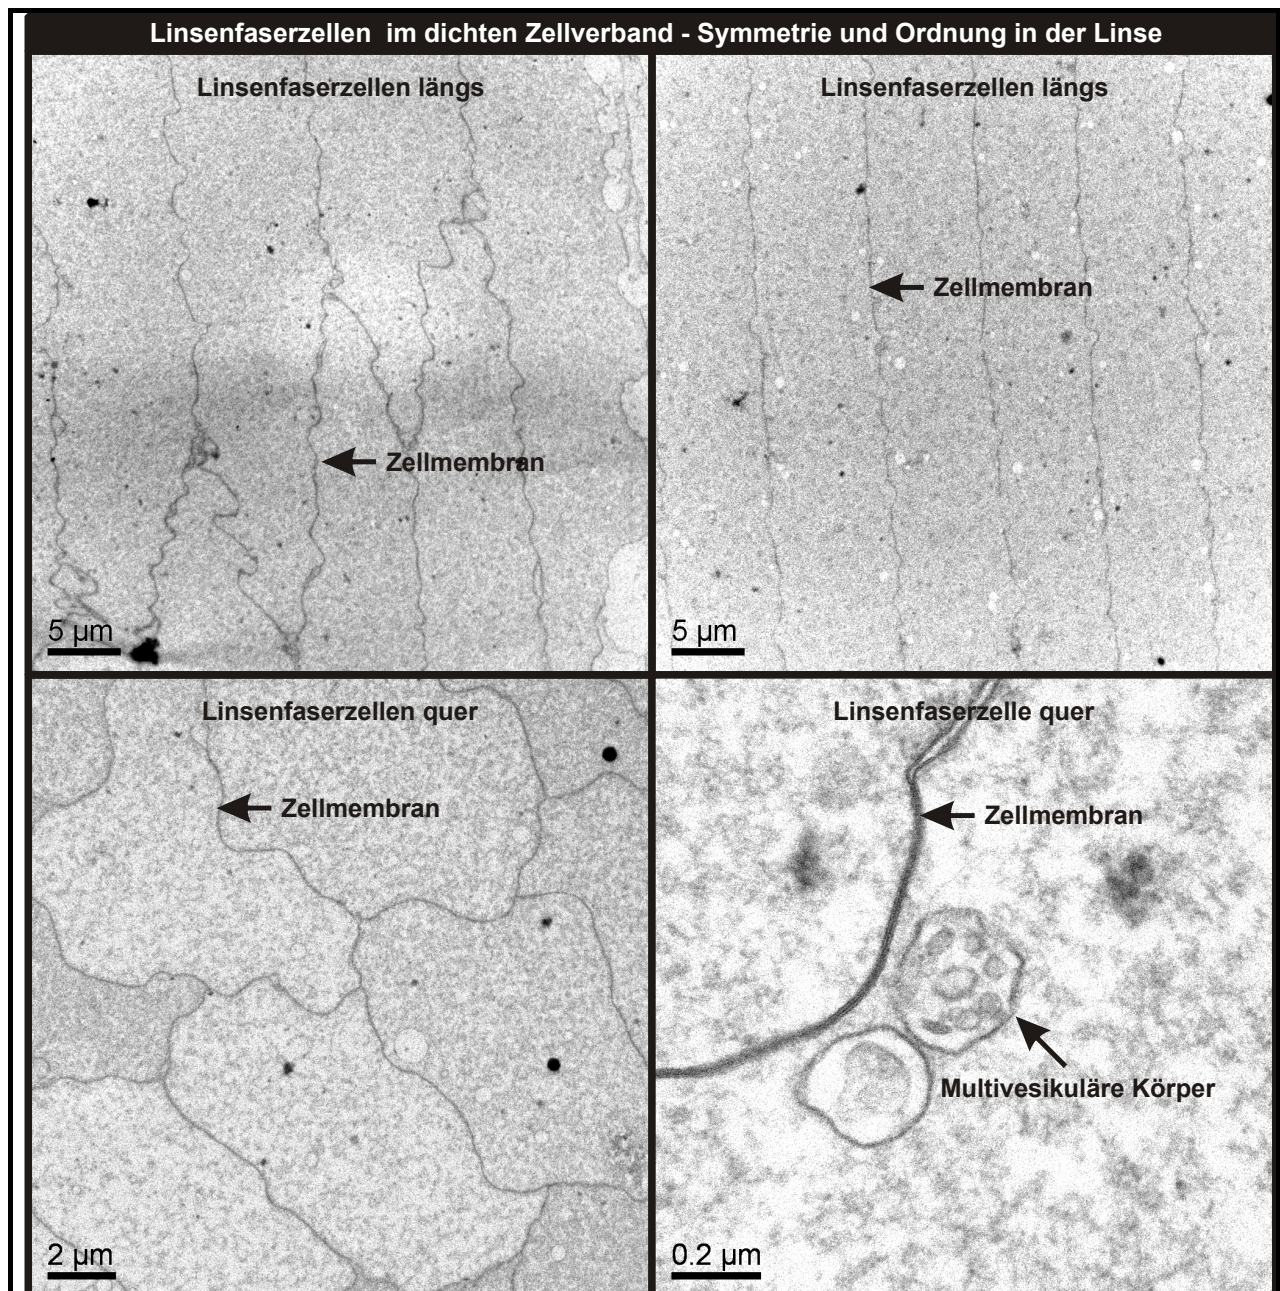 Linsenfaserzellen im dichten Zellverband - Symmetrie und Ordnung in der Linse
Linsenfaserzellen längs
Zellmembran
5 µm
Linsenfaserzellen längs
Zellmembran
5 µm
Linsenfaserzellen quer
Zellmembran
2 µm
Linsenfaserzelle quer
Zellmembran
Multivesikuläre Körper
0.2 µm